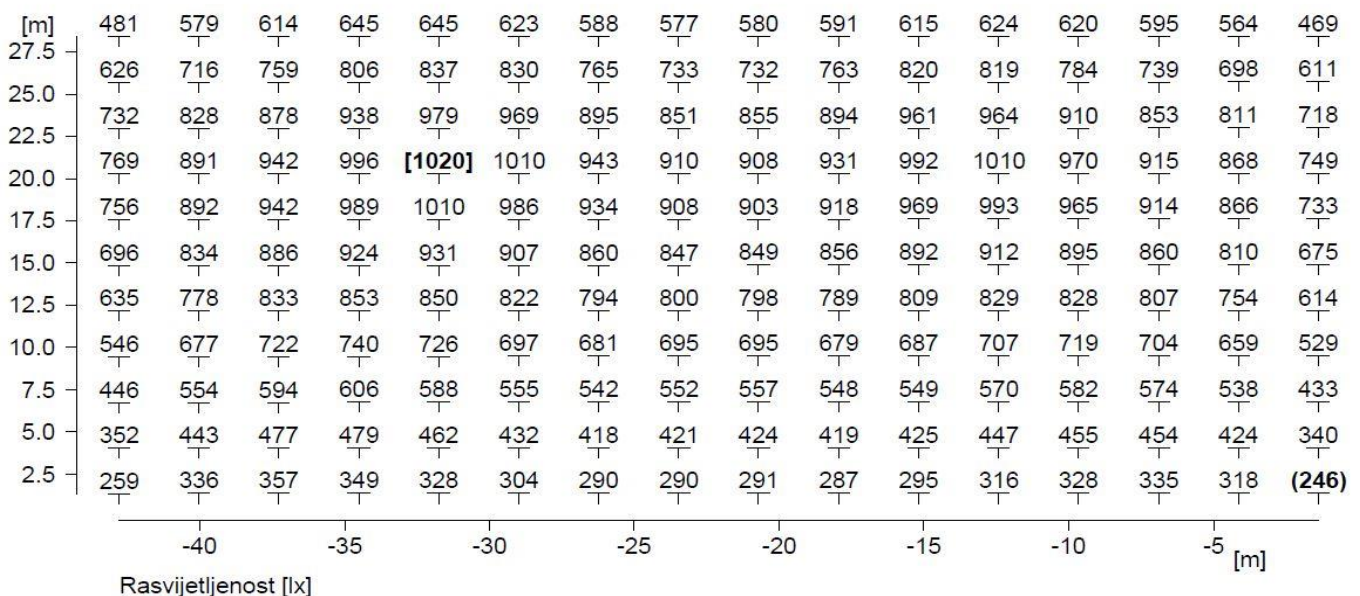 [m] 481 579 614 645 645 623 588 577 580 591 615 624 620 595 564 469
27.5
626 716 759 806 837 830 765 733 732 763 820 819 784 739 698 611
25.0
732 828 878 938 979 969 895 851 855 894 961 964 910 853 811 718
22.5
769 891 942 996 [1020] 1010 943 910 908 931 992 1010 970 915 868 749
20.0
756 892 942 989 1010 986 934 908 903 918 969 993 965 914 866 733
17.5
696 834 886 924 931 907 860 847 849 856 892 912 895 860 810 675
15.0
635 778 833 853 850 822 794 800 798 789 809 829 828 807 754 614
12.5
10.0 546 677 722 740 726 697 681 695 695 679 687 707 719 704 659 529
7.5 446 554 594 606 588 555 542 552 557 548 549 570 582 574 538 433
5.0 352 443 477 479 462 432 418 421 424 419 425 447 455 454 424 340
2.5 259 336 357 349 328 304 290 290 291 287 295 316 328 335 318 (246)
-40 -35 -30 -25 -20 -15 -10 -5 [m]
Rasvijetljenost [lx]